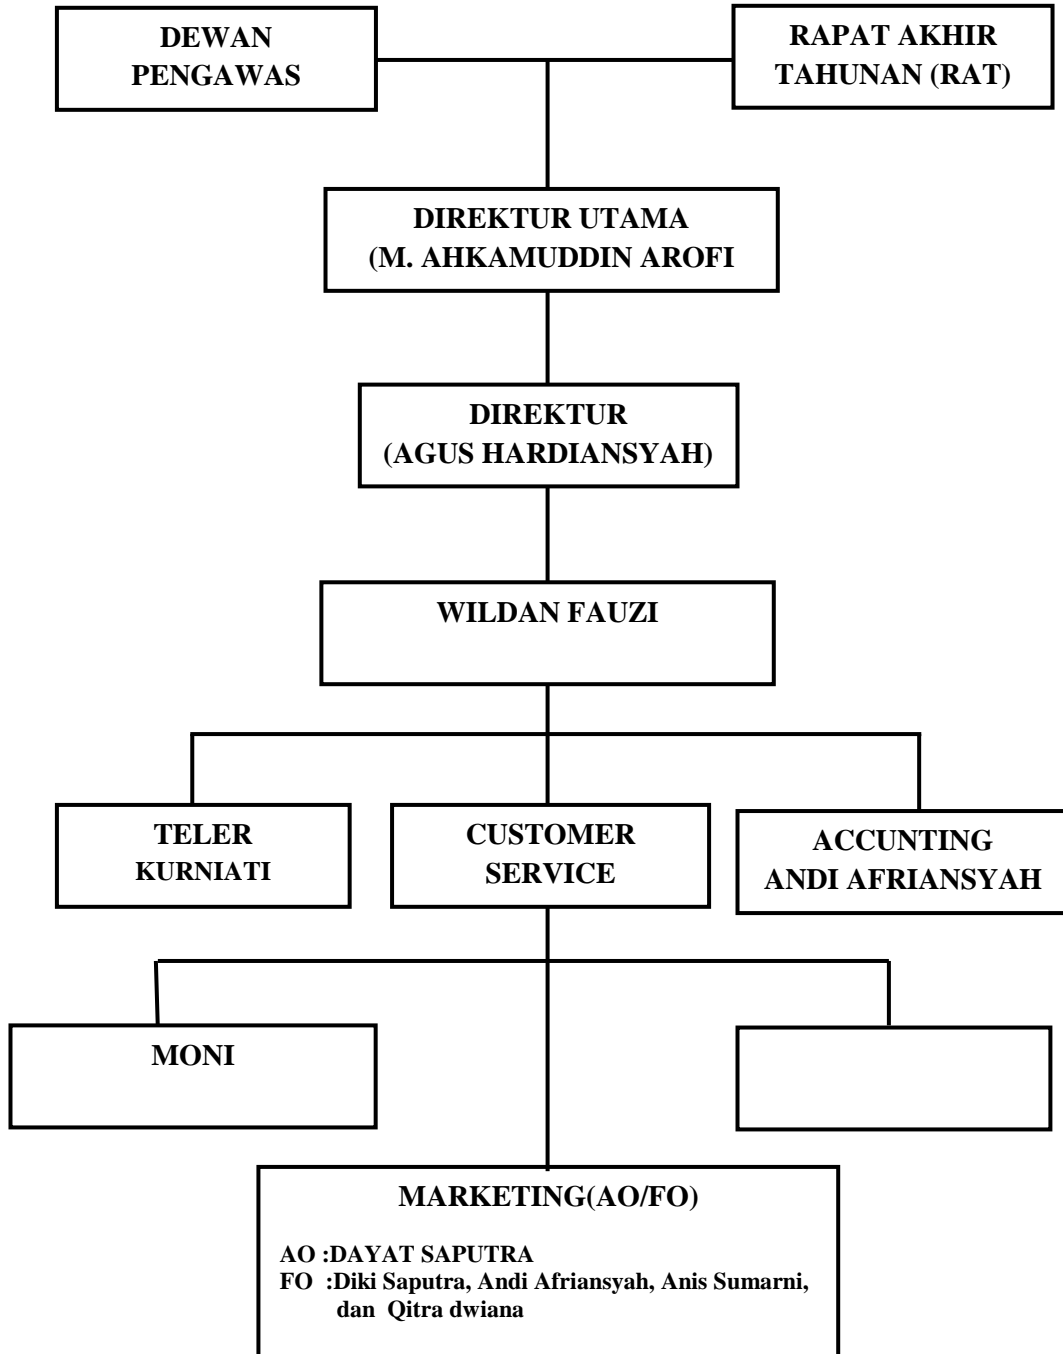 DEWAN
PENGAWAS
RAPAT AKHIR
TAHUNAN (RAT)
DIREKTUR UTAMA
(M. AHKAMUDDIN AROFI
DIREKTUR
(AGUS HARDIANSYAH)
WILDAN FAUZI
TELER
KURNIATI
CUSTOMER
SERVICE
ACCUNTING
ANDI AFRIANSYAH
MONI
MARKETING(AO/FO)
AO :DAYAT SAPUTRA
FO :Diki Saputra, Andi Afriansyah, Anis Sumarni,
dan Qitra dwiana